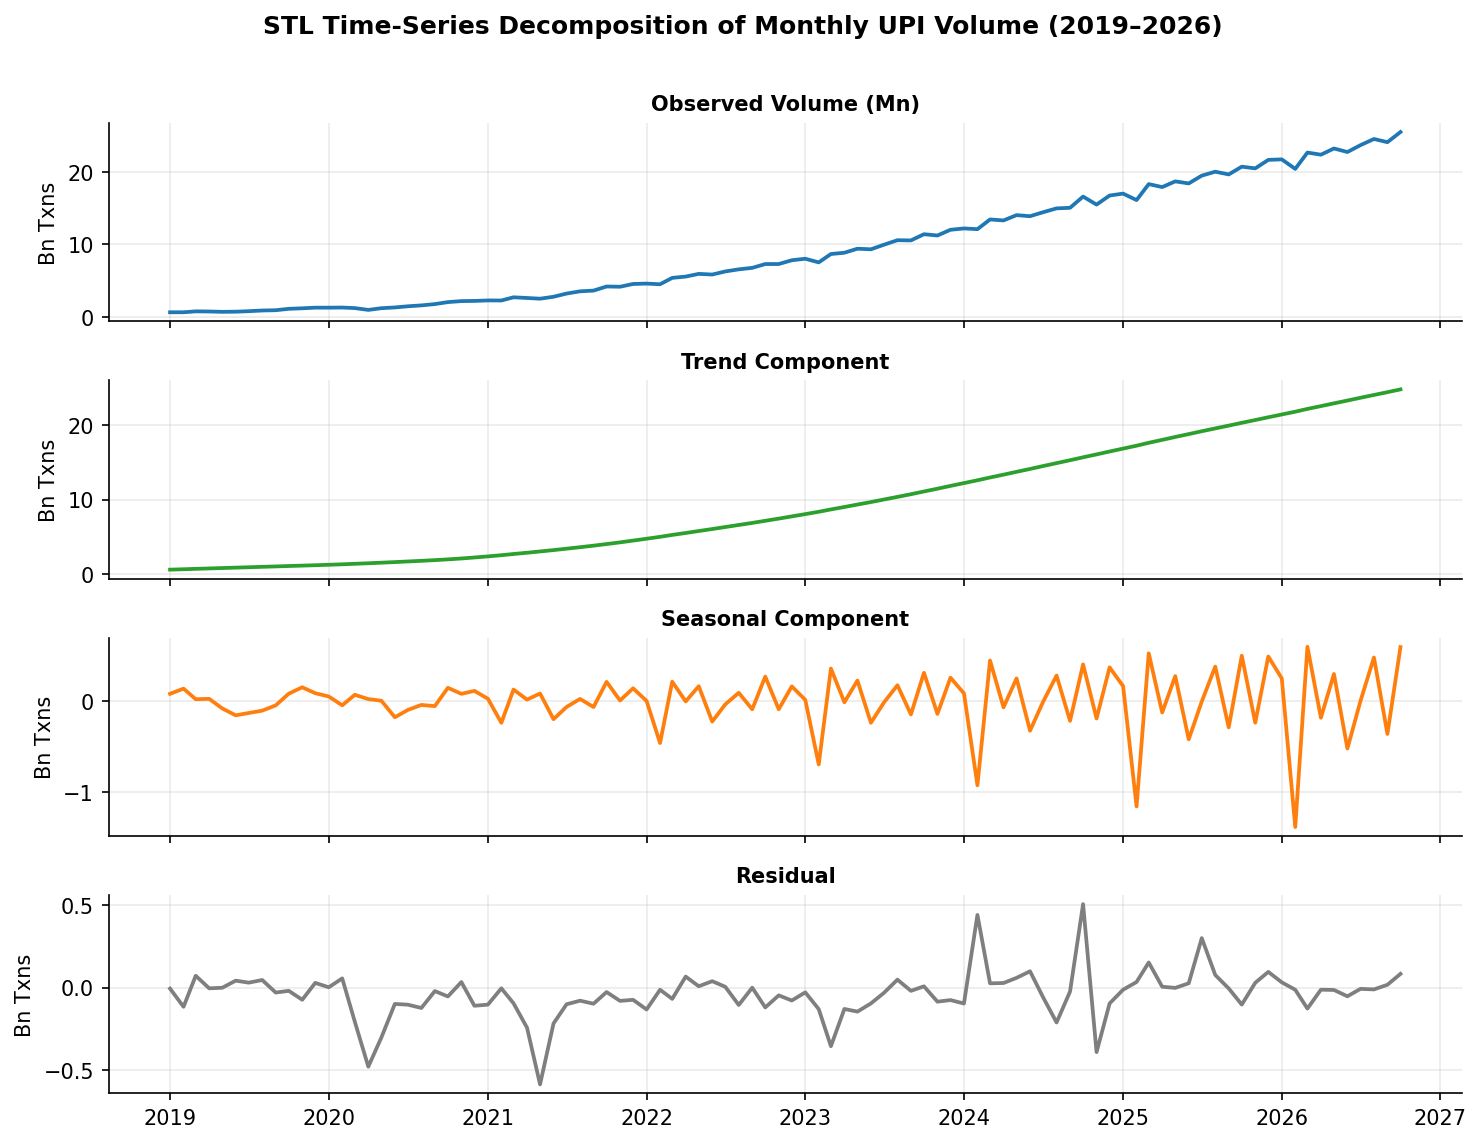 STL Time-Series Decomposition of Monthly UPI Volume (2019–2026)
Observed Volume (Mn)
Bn Txns
20
10
0
Trend Component
Bn Txns
20
10
0
Seasonal Component
Bn Txns
0
−1
Residual
Bn Txns
0.5
0.0
−0.5
2019 2020 2021 2022 2023 2024 2025 2026 2027